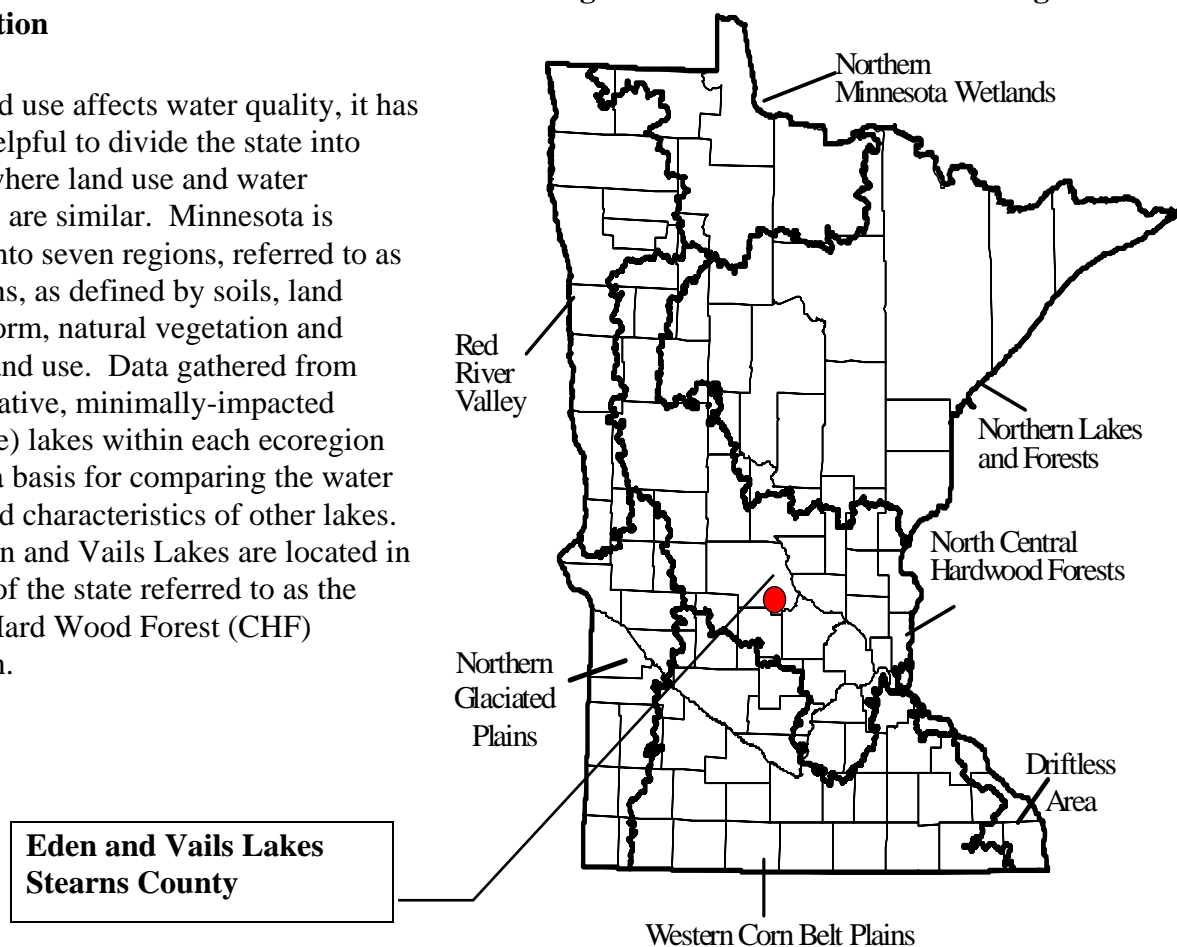 tion
d use affects water quality, it has
elpful to divide the state into
where land use and water
are similar. Minnesota is
nto seven regions, referred to as
ns, as defined by soils, land
orm, natural vegetation and
and use. Data gathered from
ative, minimally-impacted
e) lakes within each ecoregion
a basis for comparing the water
d characteristics of other lakes.
n and Vails Lakes are located in
of the state referred to as the
Hard Wood Forest (CHF)
n.
Northern
Minnesota Wetlands
Red
River
Valley
Northern Lakes
and Forests
North Central
Hardwood Forests
Northern
Glaciated
Plains
Driftless
Area
Eden and Vails Lakes
Stearns County
Western Corn Belt Plains